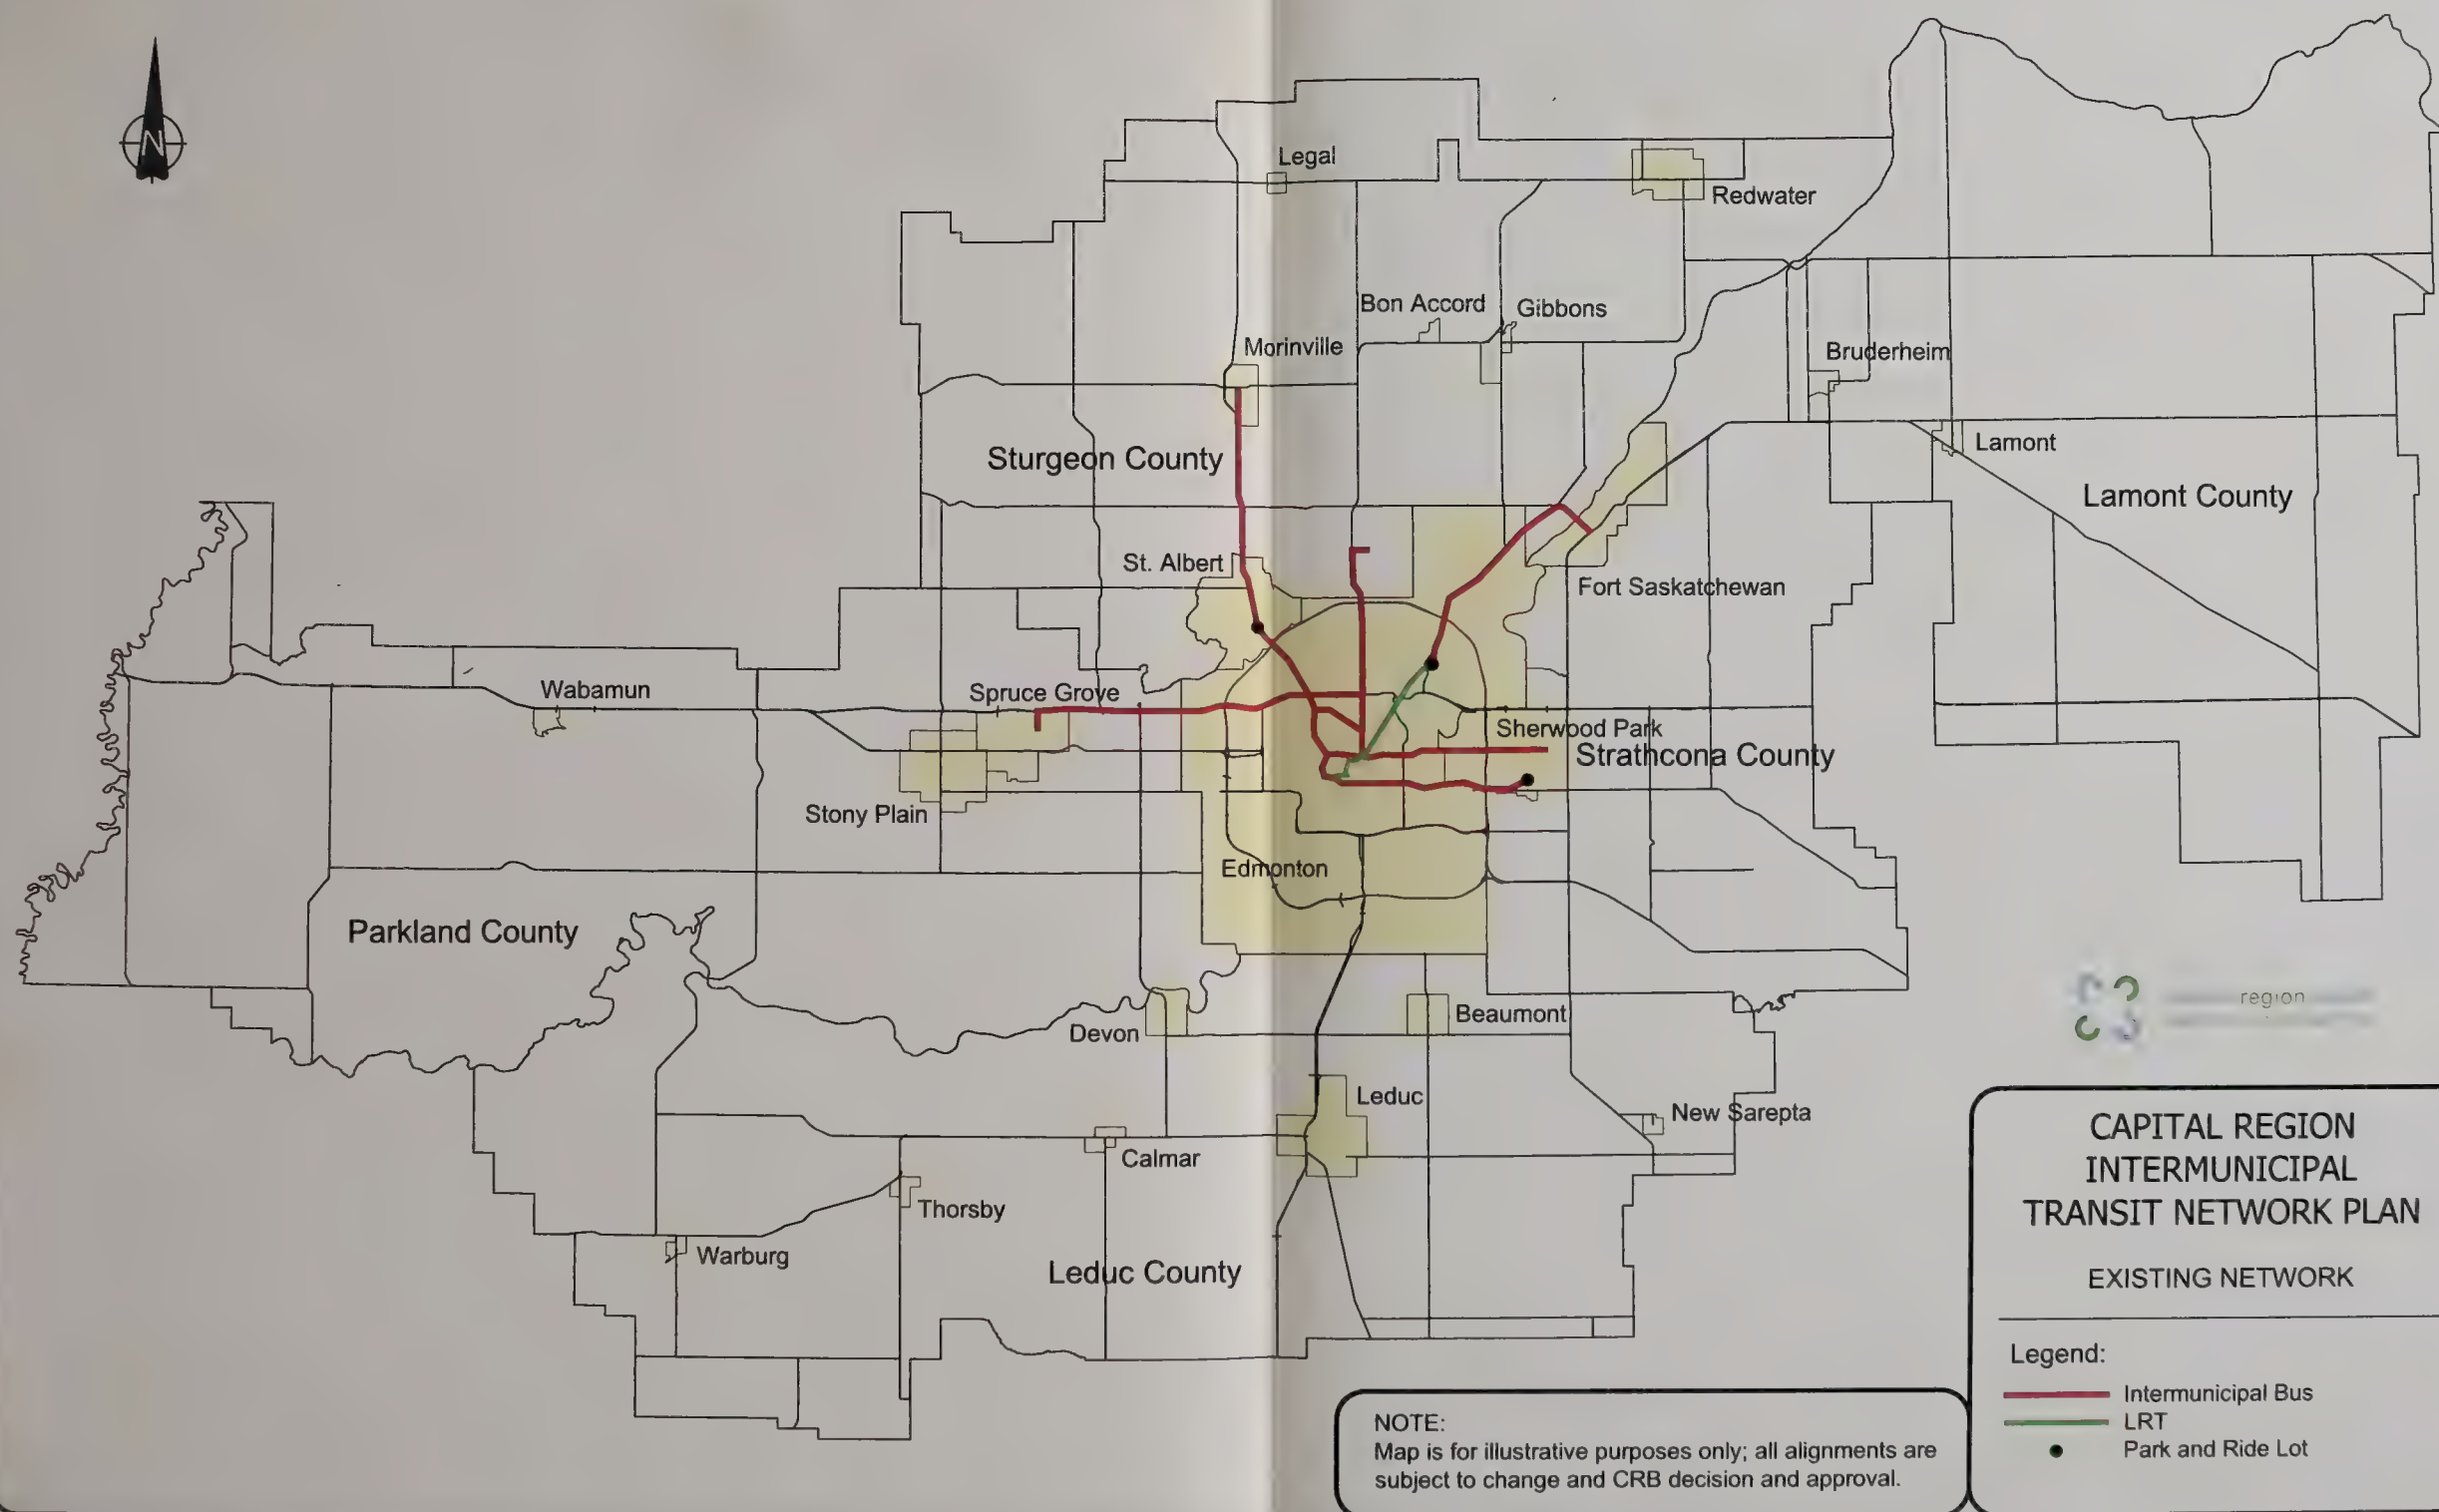 N
Legal
Redwater
Bon Accord
Gibbons
Morinville
Bruderheim
Sturgeon County
Lamont
Lamont County
St. Albert
Fort Saskatchewan
Wabamun
Spruce Grove
Sherwood Park
Strathcona County
Stony Plain
Edmonton
Parkland County
region
Devon
Beaumont
Leduc
New Sarepta
Calmar
Thorsby
Warburg
Leduc County
CAPITAL REGION
INTERMUNICIPAL
TRANSIT NETWORK PLAN
EXISTING NETWORK
Legend:
Intermunicipal Bus
LRT
Park and Ride Lot
NOTE:
Map is for illustrative purposes only; all alignments are
subject to change and CRB decision and approval.